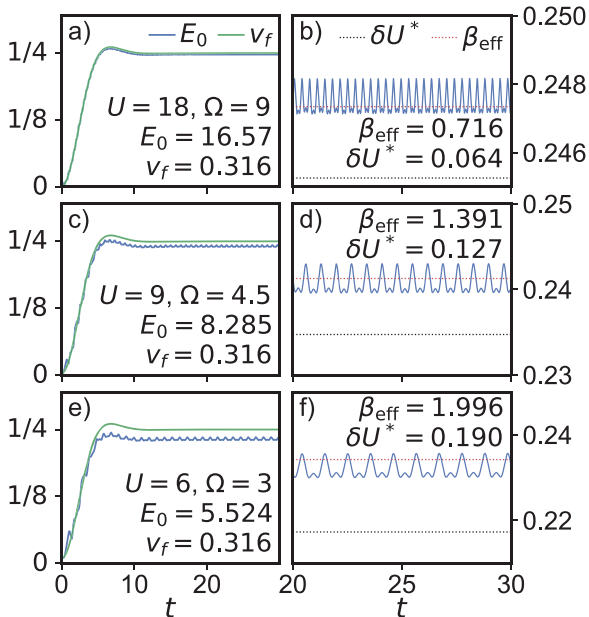 a) E₀ v_f
1/4
1/8
0
U = 18, Ω = 9
E₀ = 16.57
v_f = 0.316
b) δU* β_eff
0.250
0.248
0.246
β_eff = 0.716
δU* = 0.064
c)
1/4
1/8
0
U = 9, Ω = 4.5
E₀ = 8.285
v_f = 0.316
d) β_eff = 1.391
δU* = 0.127
0.25
0.24
0.23
e)
1/4
1/8
0
U = 6, Ω = 3
E₀ = 5.524
v_f = 0.316
f) β_eff = 1.996
δU* = 0.190
0.24
0.22
0 10 20
t
20 25 30
t